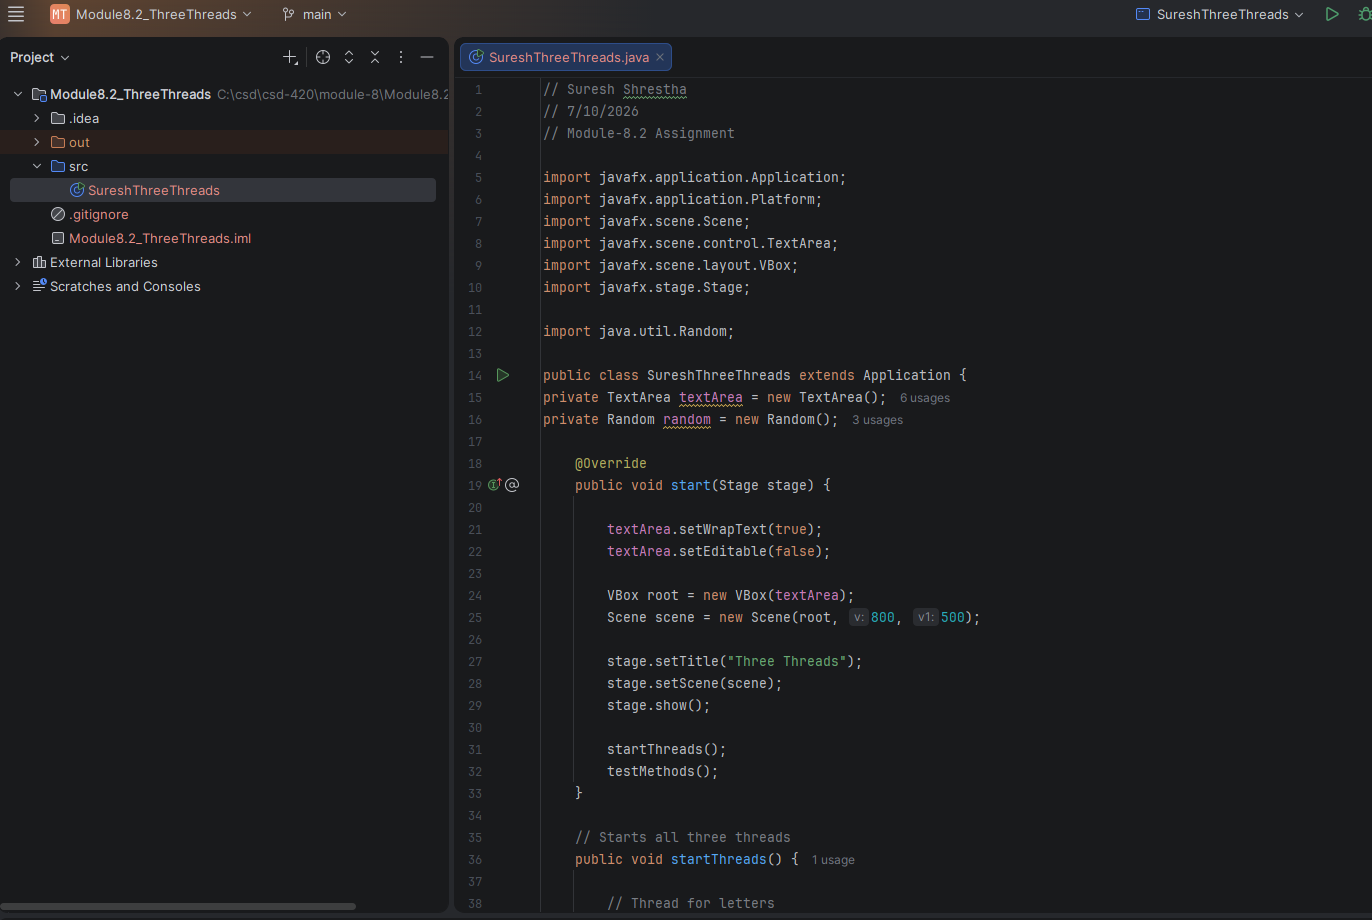 MT Module8.2_ThreeThreads main SureshThreeThreads
Project
SureshThreeThreads.java
Module8.2_ThreeThreads C:\csd\csd-420\module-8\Module8.2
.idea
out
src
SureshThreeThreads
.gitignore
Module8.2_ThreeThreads.iml
External Libraries
Scratches and Consoles
1 // Suresh Shrestha
2 // 7/10/2026
3 // Module-8.2 Assignment
4
5 import javafx.application.Application;
6 import javafx.application.Platform;
7 import javafx.scene.Scene;
8 import javafx.scene.control.TextArea;
9 import javafx.scene.layout.VBox;
10 import javafx.stage.Stage;
11
12 import java.util.Random;
13
14 public class SureshThreeThreads extends Application {
15 private TextArea textArea = new TextArea(); 6 usages
16 private Random random = new Random(); 3 usages
17
18 @Override
19 public void start(Stage stage) {
20
21 textArea.setWrapText(true);
22 textArea.setEditable(false);
23
24 VBox root = new VBox(textArea);
25 Scene scene = new Scene(root, v: 800, v1: 500);
26
27 stage.setTitle("Three Threads");
28 stage.setScene(scene);
29 stage.show();
30
31 startThreads();
32 testMethods();
33 }
34
35 // Starts all three threads
36 public void startThreads() { 1 usage
37
38 // Thread for letters